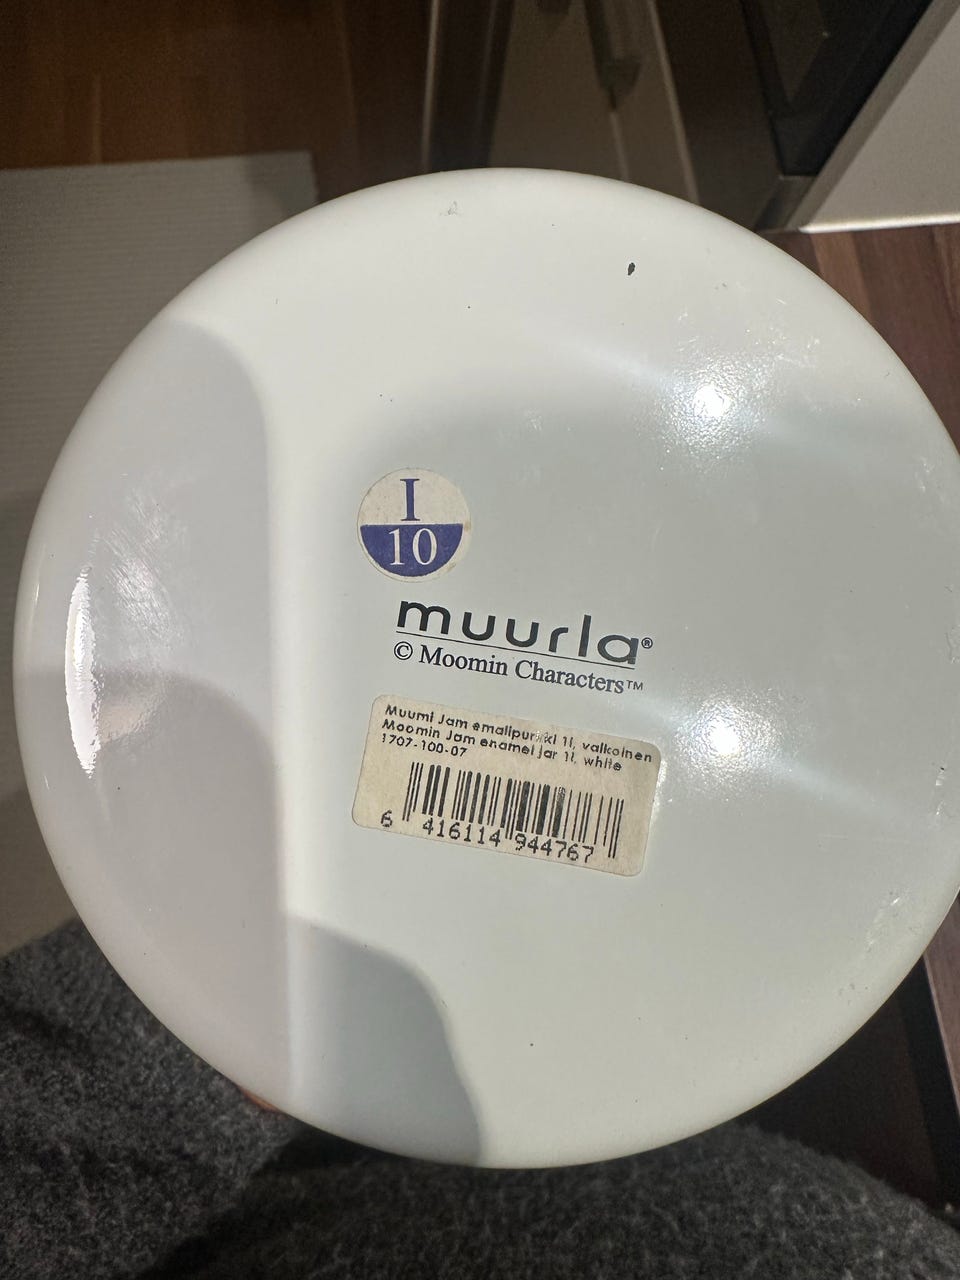 I
10
muurla®
© Moomin Characters™
Muumi Jam emalipurkki 1l, valkoinen
Moomin Jam enamel jar 1l, white
1707-100-07
6 416114 944767